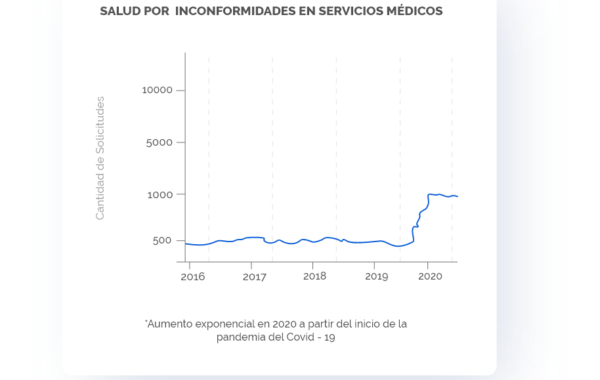 SALUD POR INCONFORMIDADES EN SERVICIOS MÉDICOS
Cantidad de Solicitudes
10000
5000
1000
500
2016 2017 2018 2019 2020
*Aumento exponencial en 2020 a partir del inicio de la
pandemia del Covid - 19